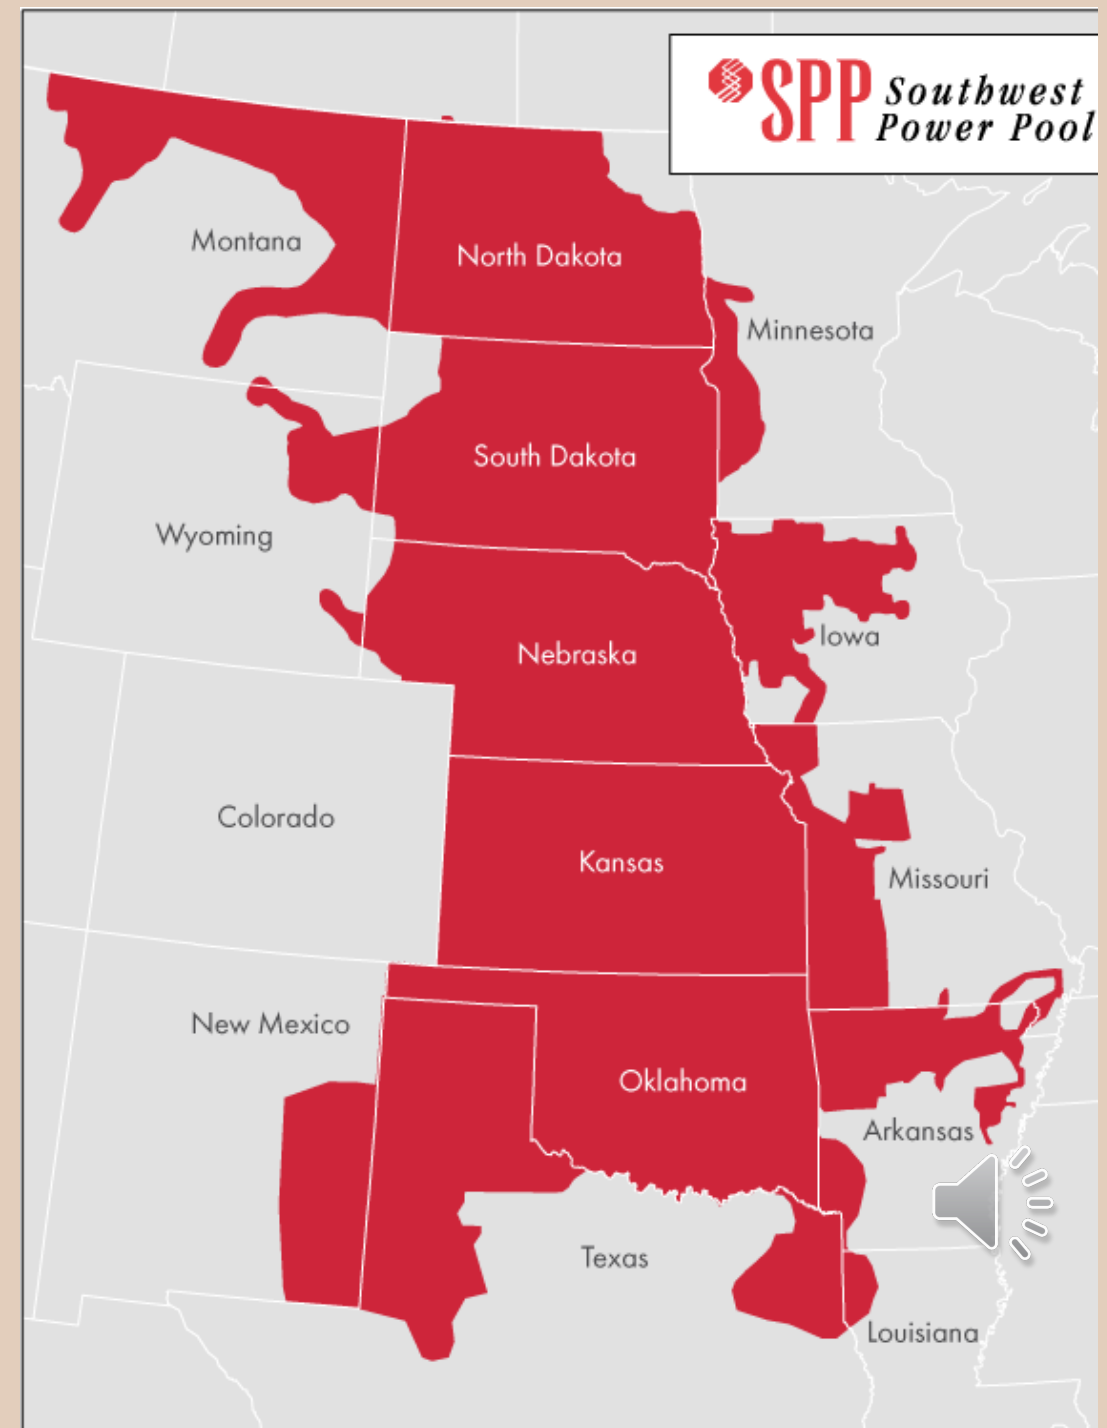 SPP Southwest
Power Pool
Montana
North Dakota
Minnesota
South Dakota
Wyoming
Iowa
Nebraska
Colorado
Kansas
Missouri
New Mexico
Oklahoma
Arkansas
Texas
Louisiana